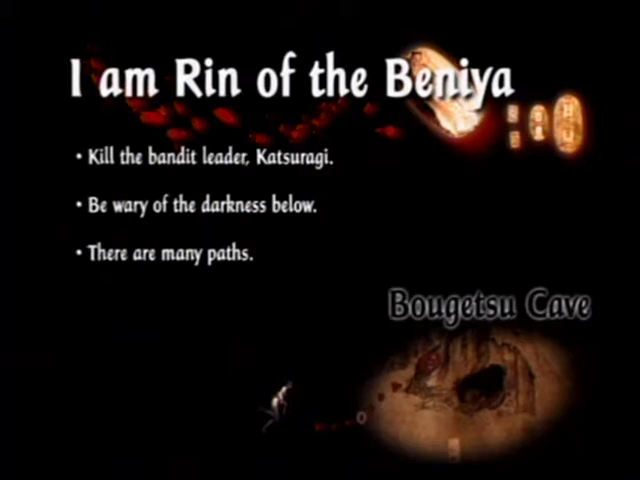 I am Rin of the Beniya
• Kill the bandit leader, Katsuragi.
• Be wary of the darkness below.
• There are many paths.
Bougetsu Cave